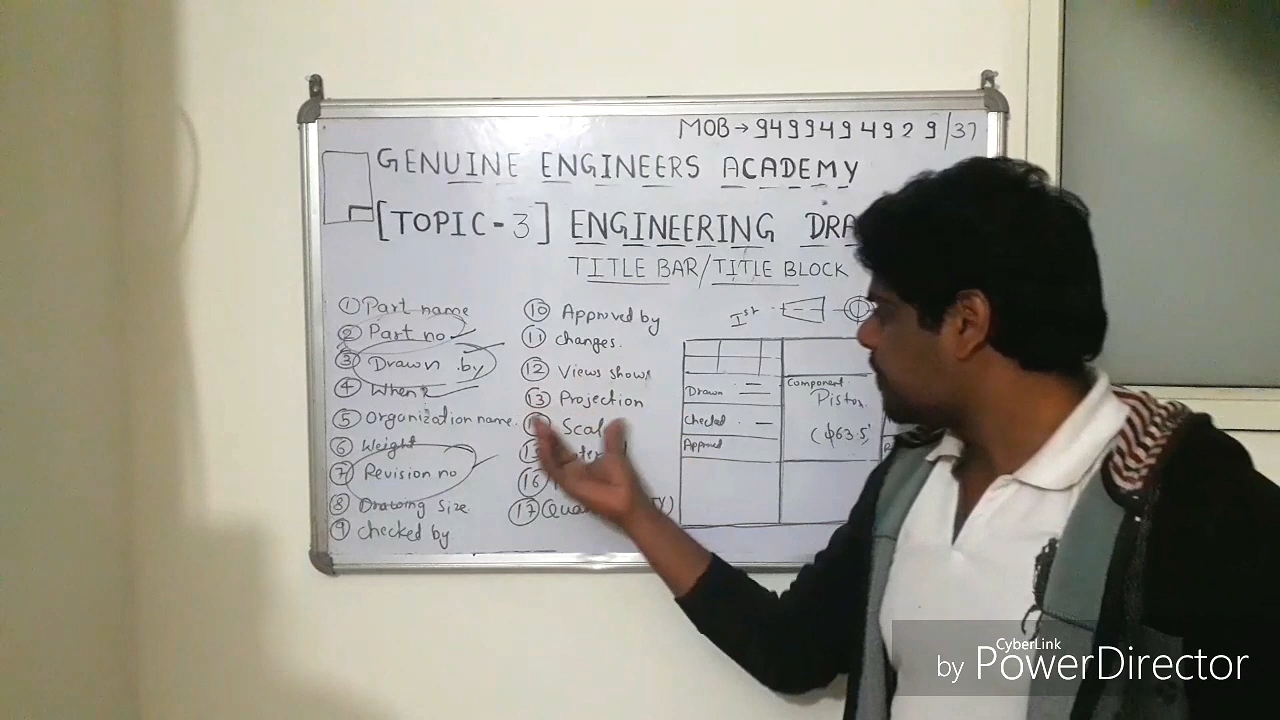 MOB → 9499494929/37
GENUINE ENGINEERS ACADEMY
[TOPIC-3] ENGINEERING DRA
TITLE BAR/TITLE BLOCK
1 Part name
2 Part no
3 Drawn by
4 When?
5 Organization name.
6 Weight
7 Revision no
8 Drawing Size
9 checked by
10 Approved by
11 changes.
12 Views shows
13 Projection
Scal
16
17
Ist
Drawn
Checked
Approved
Component
Piston
(ϕ63.5)
CyberLink
by PowerDirector